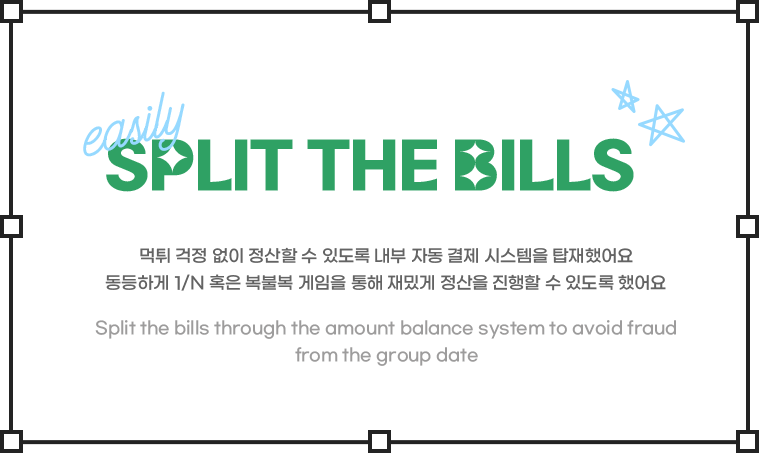 easily
SPLIT THE BILLS
먹튀 걱정 없이 정산할 수 있도록 내부 자동 결제 시스템을 탑재했어요
동등하게 1/N 혹은 복불복 게임을 통해 재밌게 정산을 진행할 수 있도록 했어요
Split the bills through the amount balance system to avoid fraud
from the group date